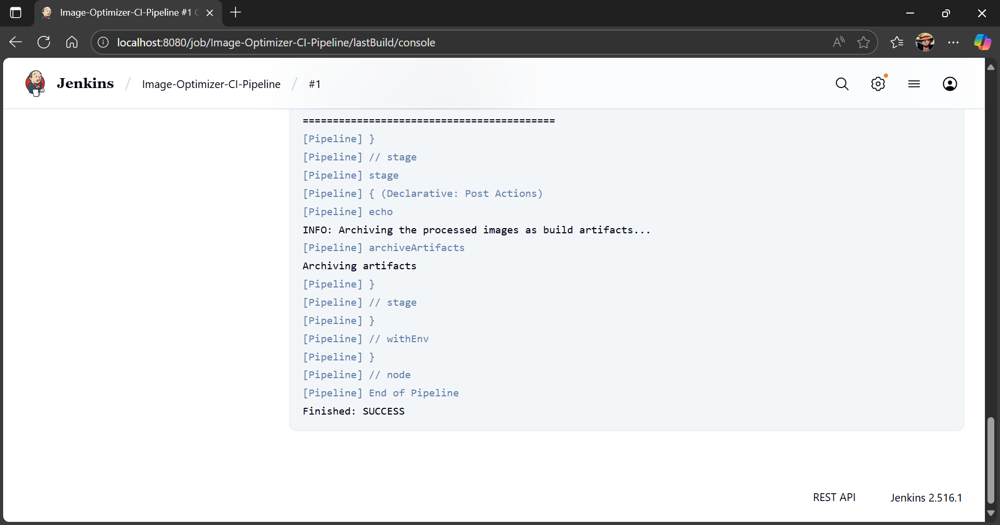 Image-Optimizer-CI-Pipeline #1
localhost:8080/job/Image-Optimizer-CI-Pipeline/lastBuild/console
Jenkins / Image-Optimizer-CI-Pipeline / #1
==========================================
[Pipeline] }
[Pipeline] // stage
[Pipeline] stage
[Pipeline] { (Declarative: Post Actions)
[Pipeline] echo
INFO: Archiving the processed images as build artifacts...
[Pipeline] archiveArtifacts
Archiving artifacts
[Pipeline] }
[Pipeline] // stage
[Pipeline] }
[Pipeline] // withEnv
[Pipeline] }
[Pipeline] // node
[Pipeline] End of Pipeline
Finished: SUCCESS
REST API Jenkins 2.516.1